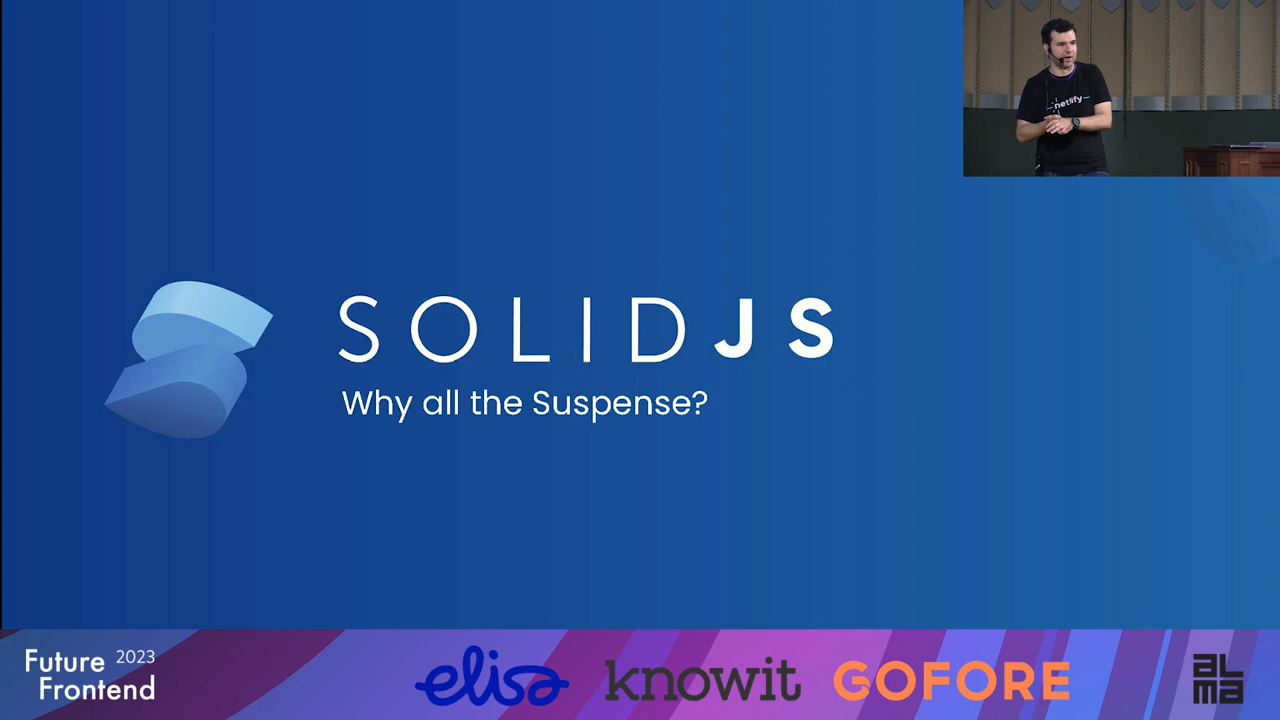 netlify
SOLIDJS
Why all the Suspense?
Future 2023
Frontend
elisa
knowit
GOFORE
aLma